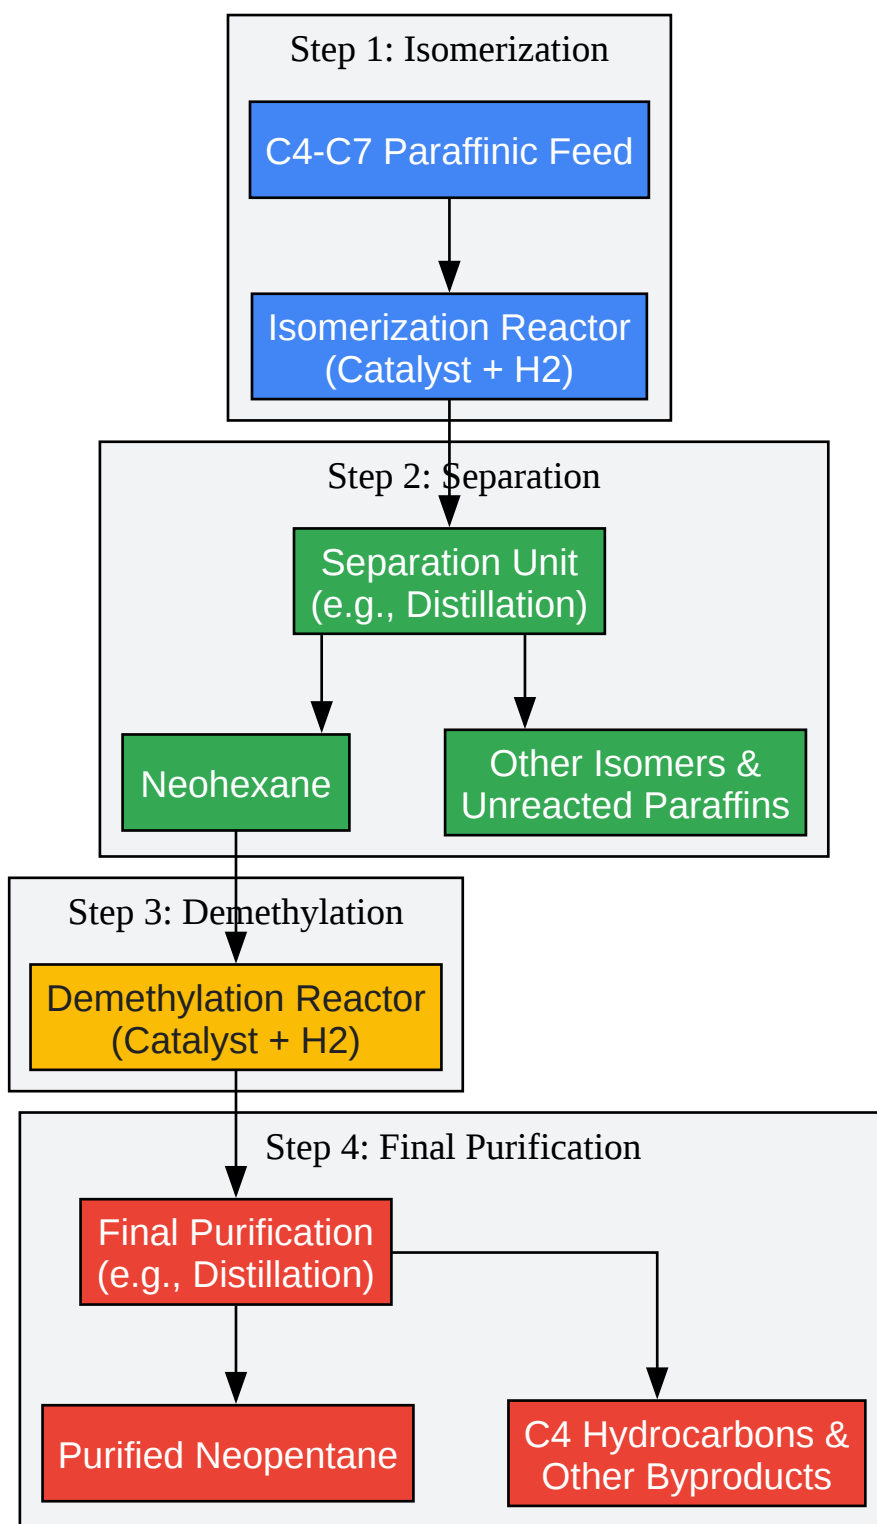 Step 1: Isomerization
C4-C7 Paraffinic Feed
Isomerization Reactor
(Catalyst + H2)
Step 2: Separation
Separation Unit
(e.g., Distillation)
Neohexane
Other Isomers &
Unreacted Paraffins
Step 3: Demethylation
Demethylation Reactor
(Catalyst + H2)
Step 4: Final Purification
Final Purification
(e.g., Distillation)
Purified Neopentane
C4 Hydrocarbons &
Other Byproducts